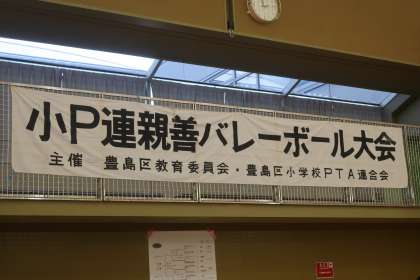 小P連親善バレーボール大会
主催 豊島区教育委員会・豊島区小学校PTA連合会